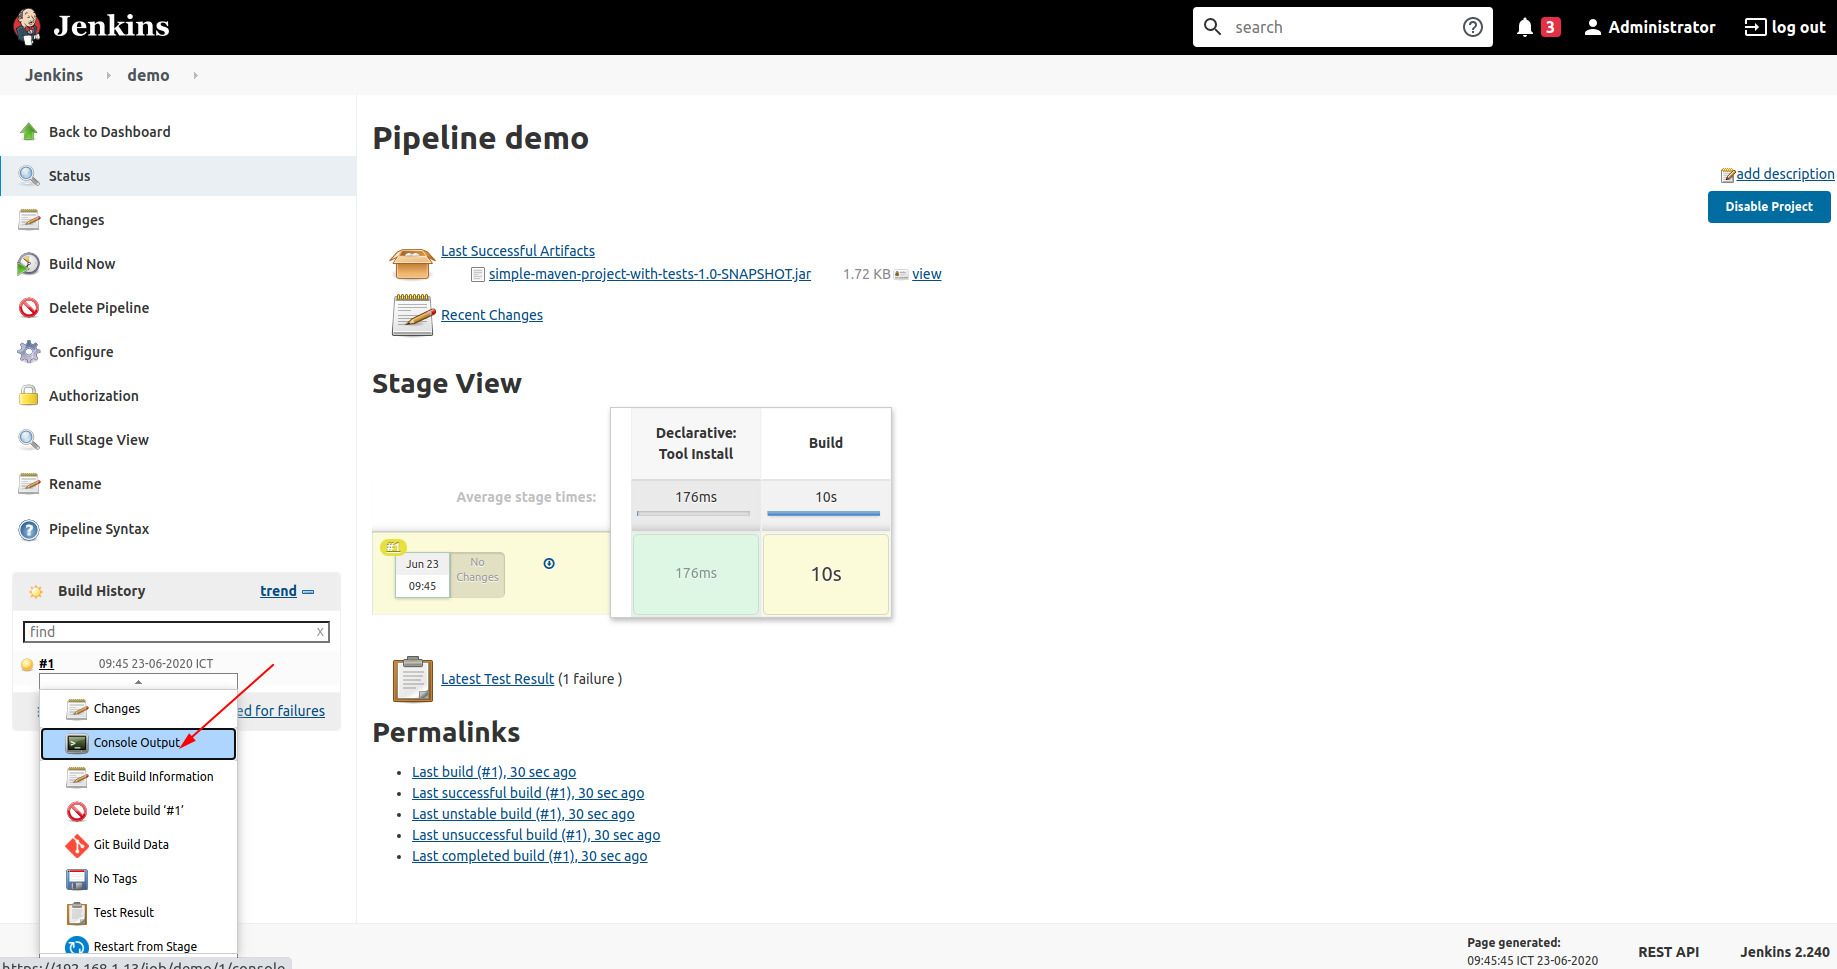 Jenkins
search
3
Administrator
log out
Jenkins
demo
Back to Dashboard
Status
Changes
Build Now
Delete Pipeline
Configure
Authorization
Full Stage View
Rename
Pipeline Syntax
Build History
trend
find
x
#1
09:45 23-06-2020 ICT
Changes
ed for failures
Console Output
Edit Build Information
Delete build ‘#1’
Git Build Data
No Tags
Test Result
Restart from Stage
https://192.168.1.13/job/demo/1/console
Pipeline demo
add description
Disable Project
Last Successful Artifacts
simple-maven-project-with-tests-1.0-SNAPSHOT.jar
1.72 KB
view
Recent Changes
Stage View
Declarative:
Tool Install
Build
Average stage times:
176ms
10s
#1
Jun 23
09:45
No
Changes
176ms
10s
Latest Test Result (1 failure )
Permalinks
Last build (#1), 30 sec ago
Last successful build (#1), 30 sec ago
Last unstable build (#1), 30 sec ago
Last unsuccessful build (#1), 30 sec ago
Last completed build (#1), 30 sec ago
Page generated:
09:45:45 ICT 23-06-2020
REST API
Jenkins 2.240